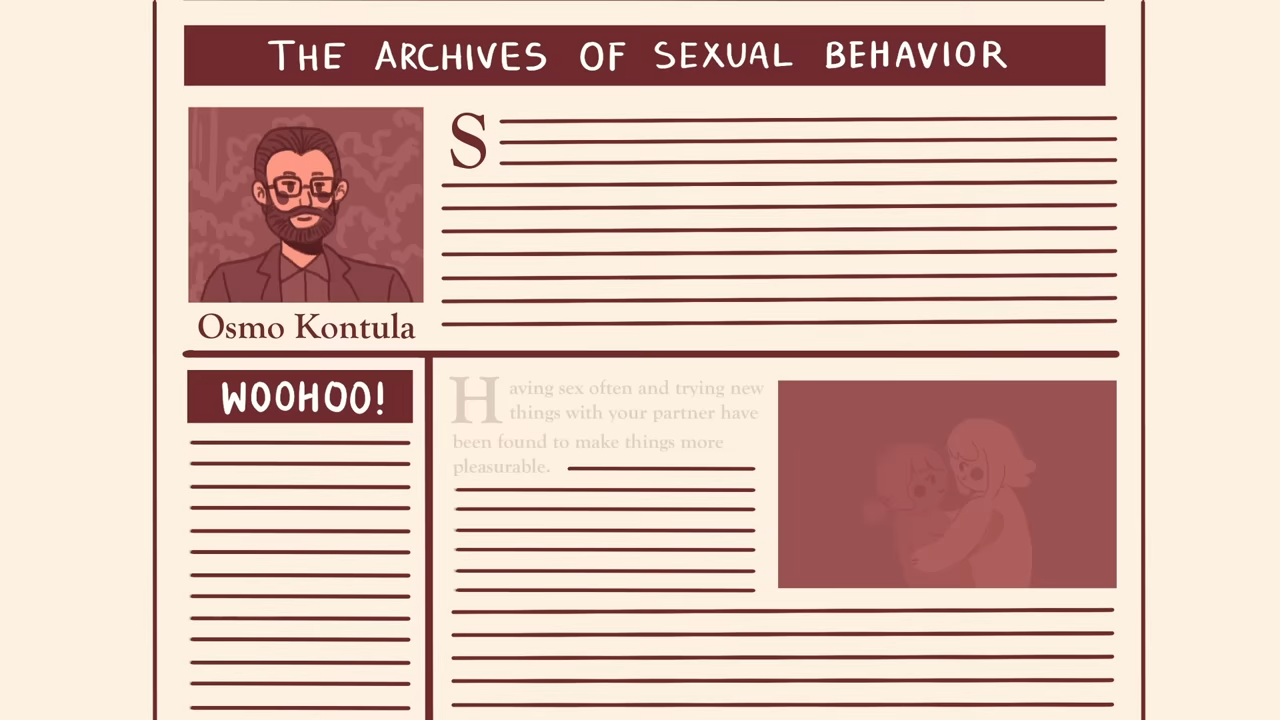 THE ARCHIVES OF SEXUAL BEHAVIOR
S
Osmo Kontula
WOOHOO!
Having sex often and trying new
things with your partner have
been found to make things more
pleasurable.